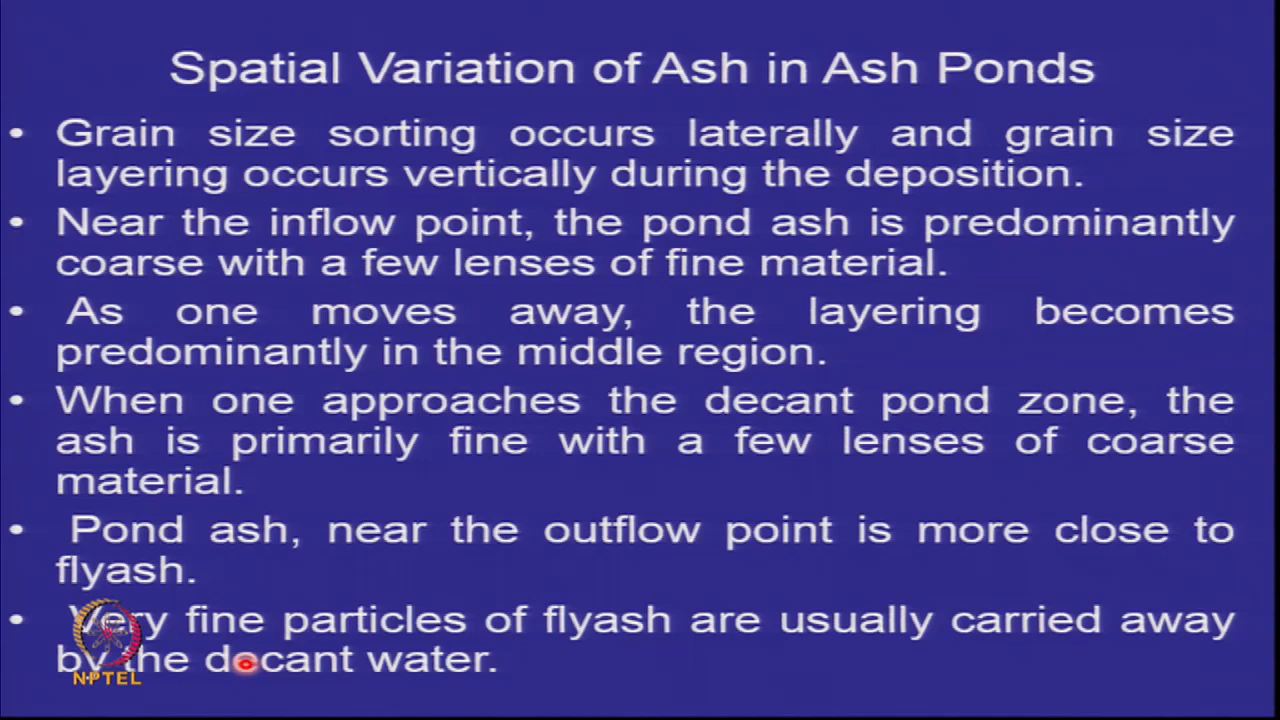 Spatial Variation of Ash in Ash Ponds
• Grain size sorting occurs laterally and grain size
layering occurs vertically during the deposition.
• Near the inflow point, the pond ash is predominantly
coarse with a few lenses of fine material.
• As one moves away, the layering becomes
predominantly in the middle region.
• When one approaches the decant pond zone, the
ash is primarily fine with a few lenses of coarse
material.
• Pond ash, near the outflow point is more close to
flyash.
• Very fine particles of flyash are usually carried away
by the decant water.
NPTEL